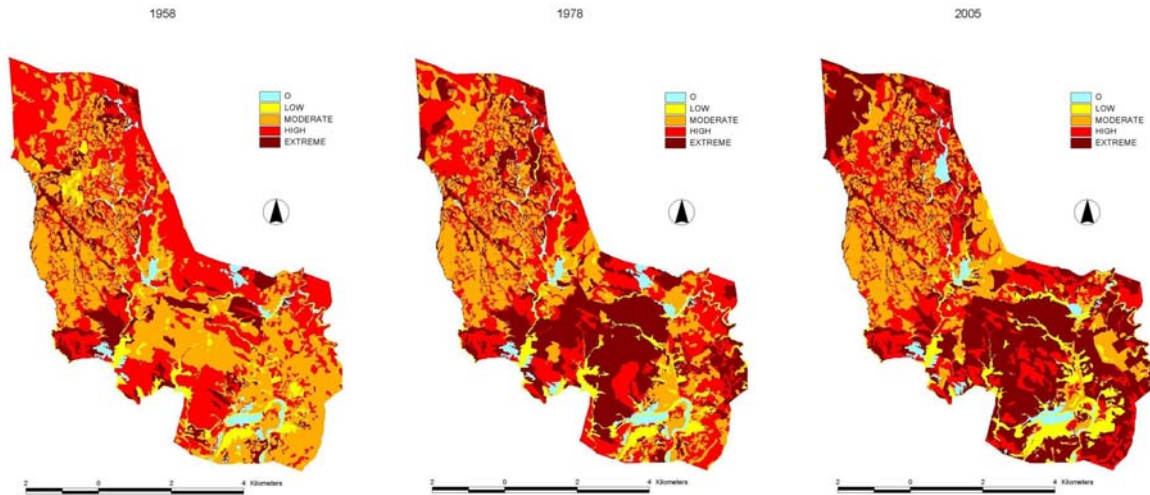 1958
O
LOW
MODERATE
HIGH
EXTREME
2 0 2 4 Kilometers
1978
O
LOW
MODERATE
HIGH
EXTREME
2 0 2 4 Kilometers
2005
O
LOW
MODERATE
HIGH
EXTREME
2 0 2 4 Kilometers